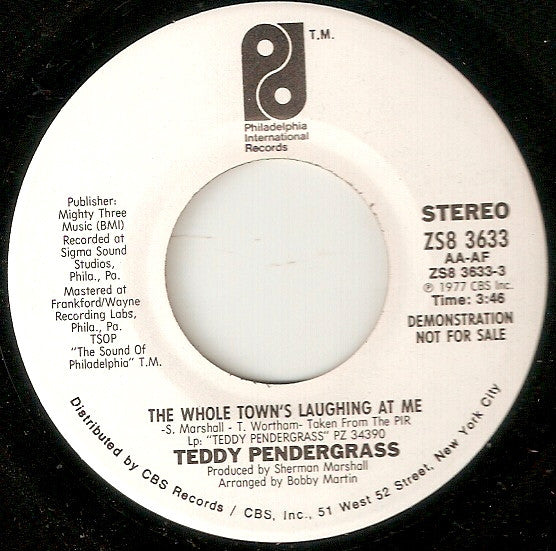 T.M.
Philadelphia
International
Records
Publisher:
Mighty Three
Music (BMI)
Recorded at
Sigma Sound
Studios,
Phila., Pa.
Mastered at
Frankford/Wayne
Recording Labs,
Phila., Pa.
TSOP
"The Sound Of
Philadelphia" T.M.
STEREO
ZS8 3633
AA-AF
ZS8 3633-3
℗ 1977 CBS Inc.
Time: 3:46
DEMONSTRATION
NOT FOR SALE
THE WHOLE TOWN'S LAUGHING AT ME
-S. Marshall - T. Wortham- Taken From The PIR
Lp: "TEDDY PENDERGRASS" PZ 34390
TEDDY PENDERGRASS
Produced by Sherman Marshall
Arranged by Bobby Martin
Distributed by CBS Records / CBS, Inc., 51 West 52 Street, New York City